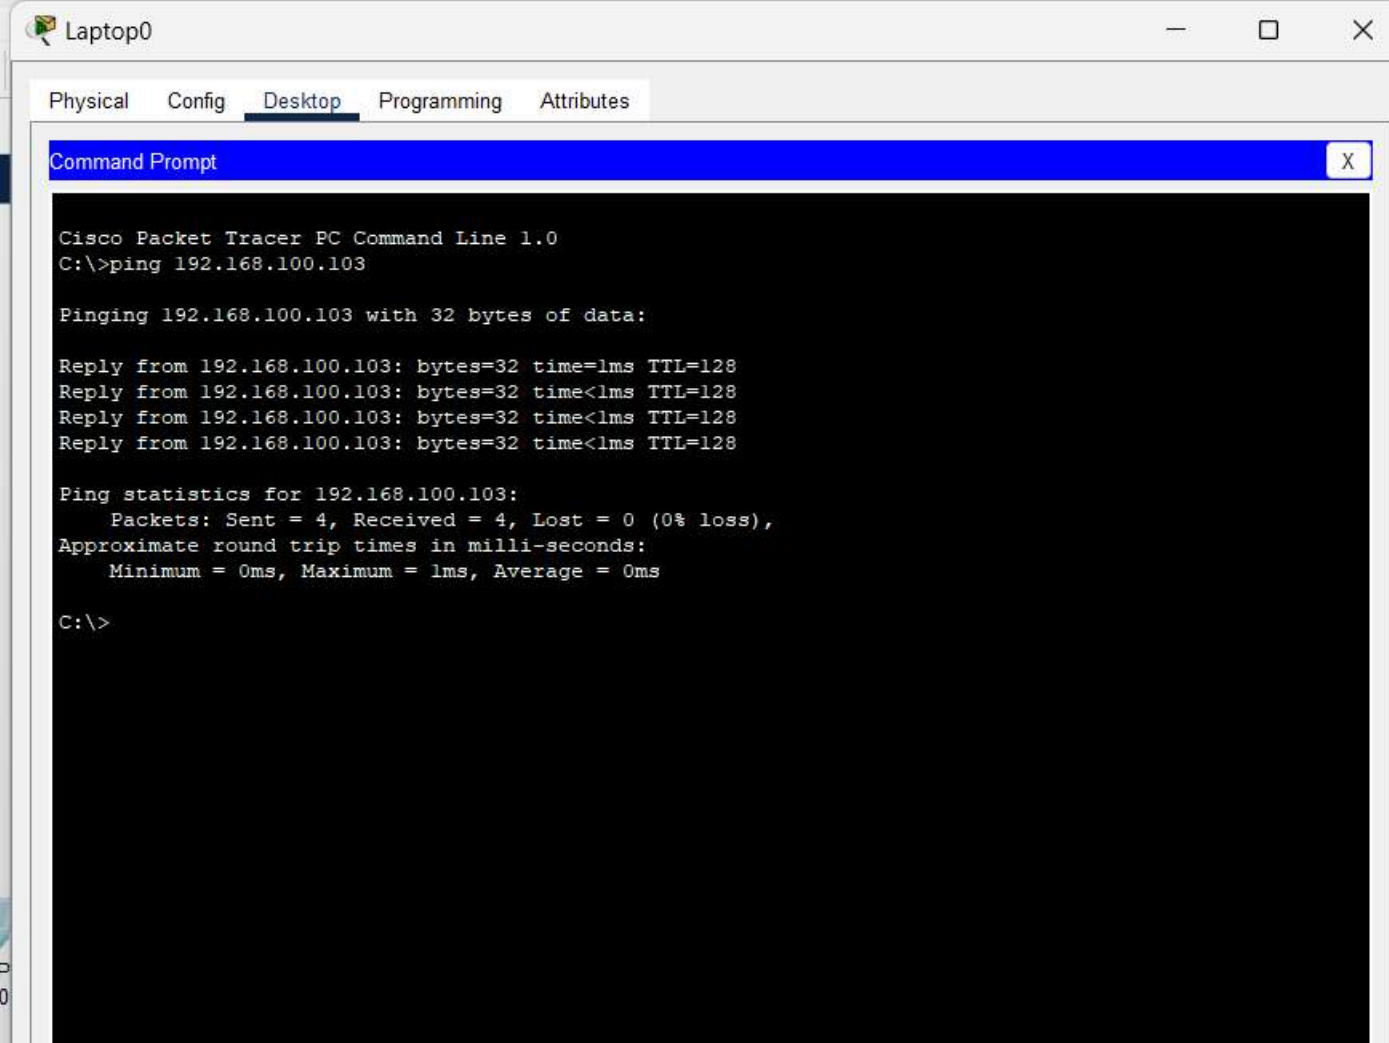 Laptop0
Physical Config Desktop Programming Attributes
Command Prompt
X
Cisco Packet Tracer PC Command Line 1.0
C:\>ping 192.168.100.103
Pinging 192.168.100.103 with 32 bytes of data:
Reply from 192.168.100.103: bytes=32 time=1ms TTL=128
Reply from 192.168.100.103: bytes=32 time<1ms TTL=128
Reply from 192.168.100.103: bytes=32 time<1ms TTL=128
Reply from 192.168.100.103: bytes=32 time<1ms TTL=128
Ping statistics for 192.168.100.103:
Packets: Sent = 4, Received = 4, Lost = 0 (0% loss),
Approximate round trip times in milli-seconds:
Minimum = 0ms, Maximum = 1ms, Average = 0ms
C:\>